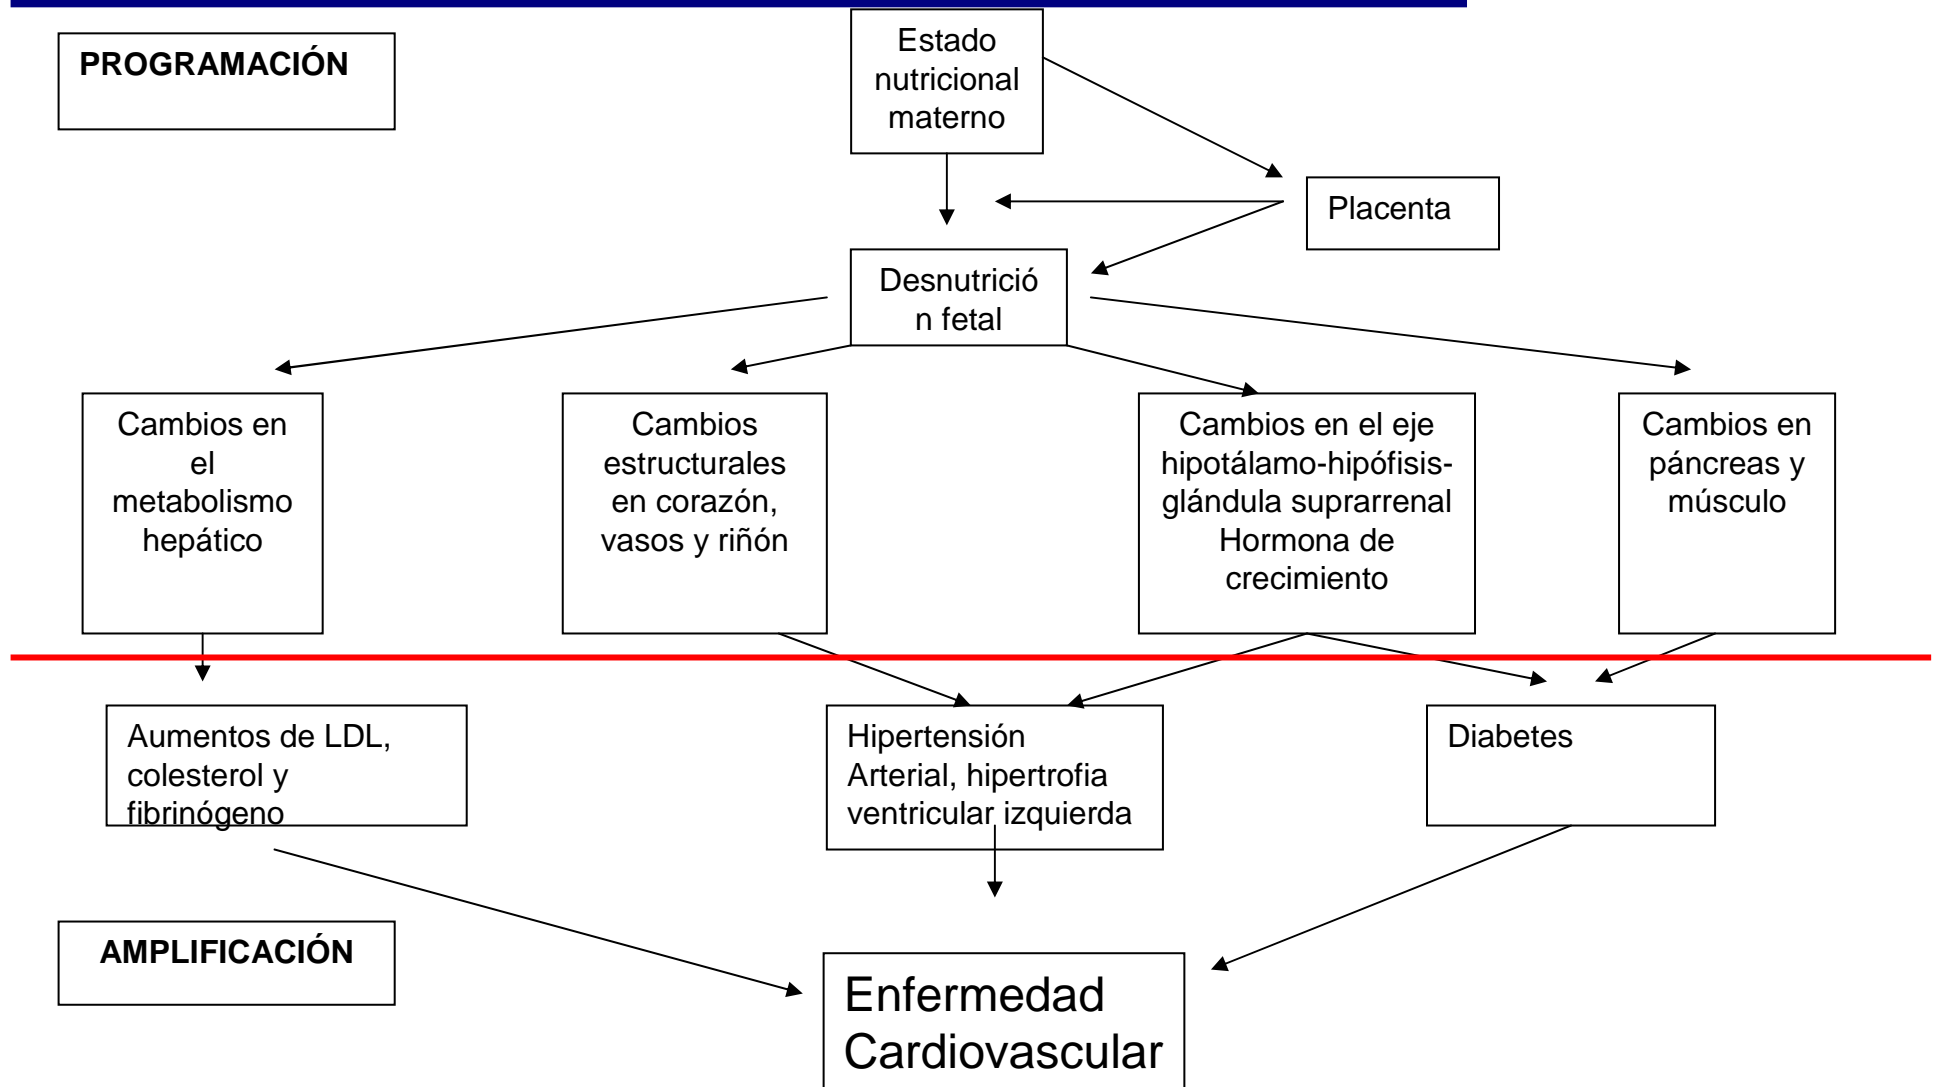 PROGRAMACIÓN
Estado
nutricional
materno
Placenta
Desnutrició
n fetal
Cambios en
el
metabolismo
hepático
Cambios
estructurales
en corazón,
vasos y riñón
Cambios en el eje
hipotálamo-hipófisis-
glándula suprarrenal
Hormona de
crecimiento
Cambios en
páncreas y
músculo
Aumentos de LDL,
colesterol y
fibrinógeno
Hipertensión
Arterial, hipertrofia
ventricular izquierda
Diabetes
AMPLIFICACIÓN
Enfermedad
Cardiovascular